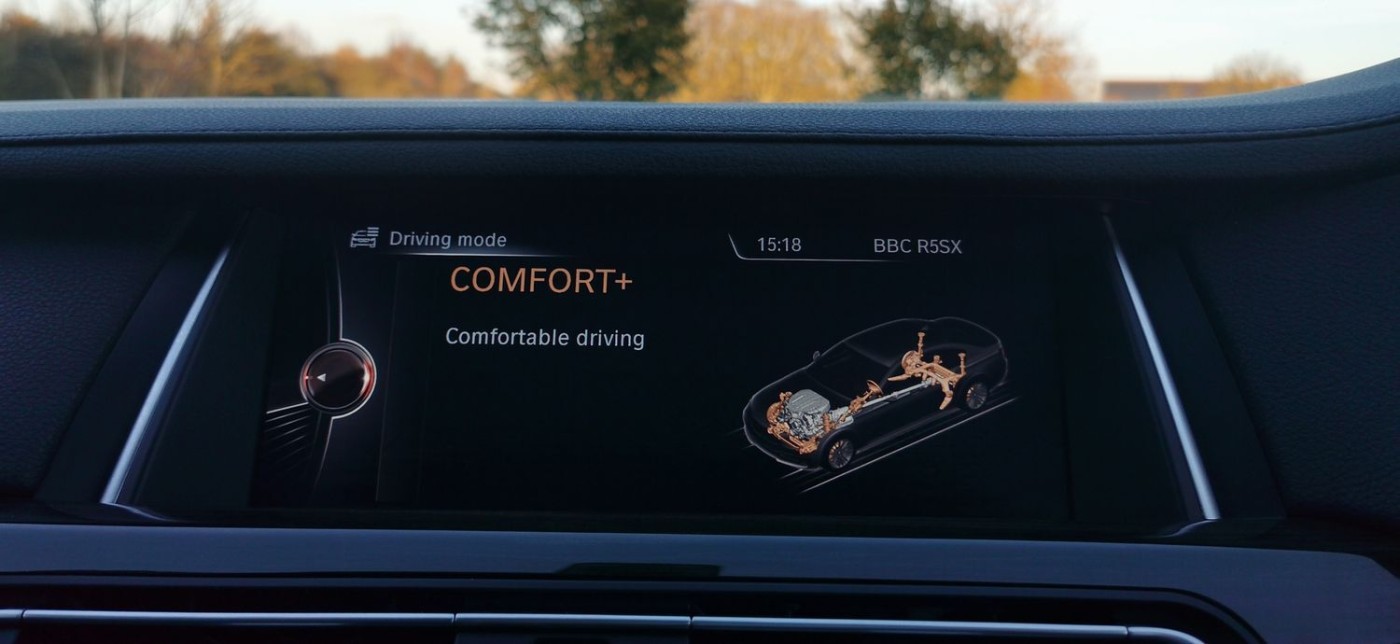 Driving mode
15:18 BBC R5SX
COMFORT+
Comfortable driving